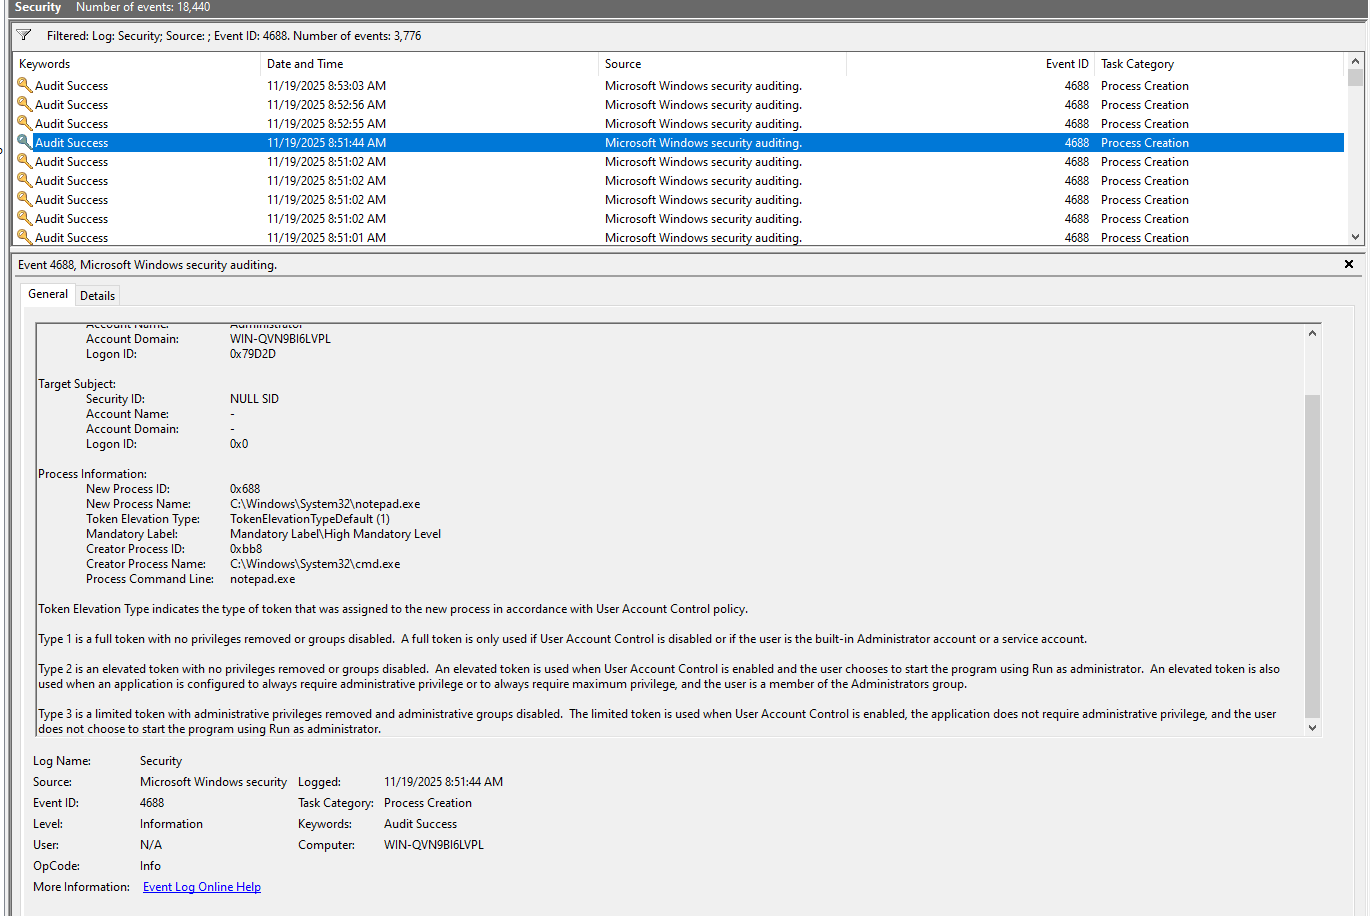 Security Number of events: 18,440
Filtered: Log: Security; Source: ; Event ID: 4688. Number of events: 3,776
Keywords Date and Time Source Event ID Task Category
Audit Success 11/19/2025 8:53:03 AM Microsoft Windows security auditing. 4688 Process Creation
Audit Success 11/19/2025 8:52:56 AM Microsoft Windows security auditing. 4688 Process Creation
Audit Success 11/19/2025 8:52:55 AM Microsoft Windows security auditing. 4688 Process Creation
Audit Success 11/19/2025 8:51:44 AM Microsoft Windows security auditing. 4688 Process Creation
Audit Success 11/19/2025 8:51:02 AM Microsoft Windows security auditing. 4688 Process Creation
Audit Success 11/19/2025 8:51:02 AM Microsoft Windows security auditing. 4688 Process Creation
Audit Success 11/19/2025 8:51:02 AM Microsoft Windows security auditing. 4688 Process Creation
Audit Success 11/19/2025 8:51:02 AM Microsoft Windows security auditing. 4688 Process Creation
Audit Success 11/19/2025 8:51:01 AM Microsoft Windows security auditing. 4688 Process Creation
Event 4688, Microsoft Windows security auditing.
General Details
Account Name: Administrator
Account Domain: WIN-QVN9BI6LVPL
Logon ID: 0x79D2D
Target Subject:
Security ID: NULL SID
Account Name: -
Account Domain: -
Logon ID: 0x0
Process Information:
New Process ID: 0x688
New Process Name: C:\Windows\System32\notepad.exe
Token Elevation Type: TokenElevationTypeDefault (1)
Mandatory Label: Mandatory Label\High Mandatory Level
Creator Process ID: 0xbb8
Creator Process Name: C:\Windows\System32\cmd.exe
Process Command Line: notepad.exe
Token Elevation Type indicates the type of token that was assigned to the new process in accordance with User Account Control policy.
Type 1 is a full token with no privileges removed or groups disabled. A full token is only used if User Account Control is disabled or if the user is the built-in Administrator account or a service account.
Type 2 is an elevated token with no privileges removed or groups disabled. An elevated token is used when User Account Control is enabled and the user chooses to start the program using Run as administrator. An elevated token is also
used when an application is configured to always require administrative privilege or to always require maximum privilege, and the user is a member of the Administrators group.
Type 3 is a limited token with administrative privileges removed and administrative groups disabled. The limited token is used when User Account Control is enabled, the application does not require administrative privilege, and the user
does not choose to start the program using Run as administrator.
Log Name: Security
Source: Microsoft Windows security Logged: 11/19/2025 8:51:44 AM
Event ID: 4688 Task Category: Process Creation
Level: Information Keywords: Audit Success
User: N/A Computer: WIN-QVN9BI6LVPL
OpCode: Info
More Information: Event Log Online Help